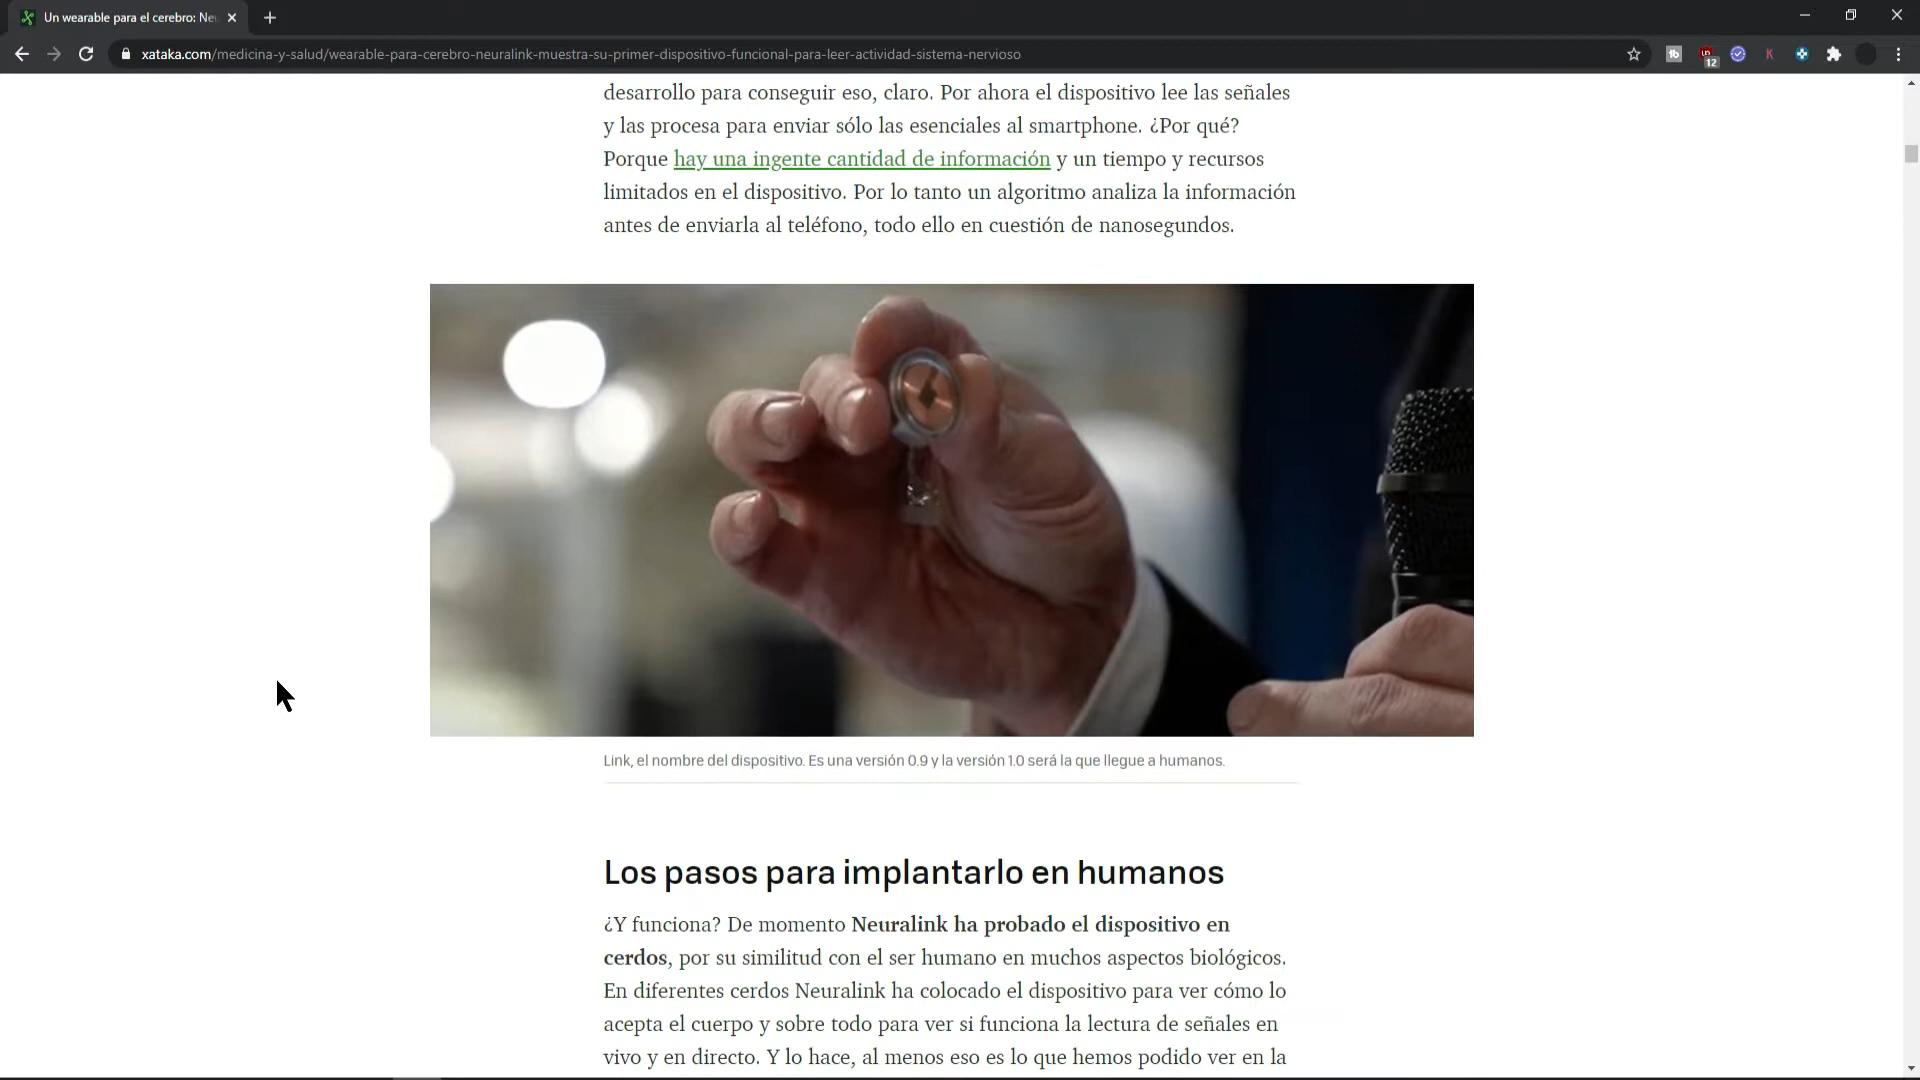 Un wearable para el cerebro: Ne
xataka.com/medicina-y-salud/wearable-para-cerebro-neuralink-muestra-su-primer-dispositivo-funcional-para-leer-actividad-sistema-nervioso
12
K
desarrollo para conseguir eso, claro. Por ahora el dispositivo lee las señales
y las procesa para enviar sólo las esenciales al smartphone. ¿Por qué?
Porque hay una ingente cantidad de información y un tiempo y recursos
limitados en el dispositivo. Por lo tanto un algoritmo analiza la información
antes de enviarla al teléfono, todo ello en cuestión de nanosegundos.
Link, el nombre del dispositivo. Es una versión 0.9 y la versión 1.0 será la que llegue a humanos.
Los pasos para implantarlo en humanos
¿Y funciona? De momento Neuralink ha probado el dispositivo en
cerdos, por su similitud con el ser humano en muchos aspectos biológicos.
En diferentes cerdos Neuralink ha colocado el dispositivo para ver cómo lo
acepta el cuerpo y sobre todo para ver si funciona la lectura de señales en
vivo y en directo. Y lo hace, al menos eso es lo que hemos podido ver en la